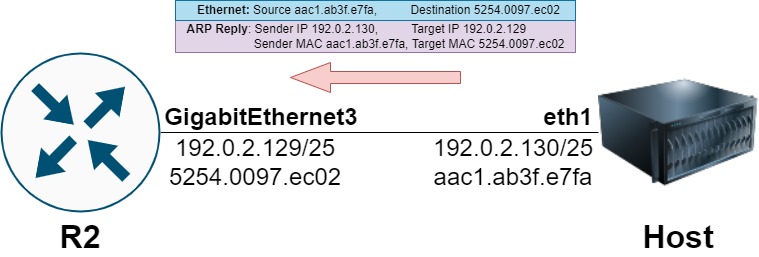 Ethernet: Source aac1.ab3f.e7fa, Destination 5254.0097.ec02
ARP Reply: Sender IP 192.0.2.130, Target IP 192.0.2.129
Sender MAC aac1.ab3f.e7fa, Target MAC 5254.0097.ec02
GigabitEthernet3 eth1
192.0.2.129/25 192.0.2.130/25
5254.0097.ec02 aac1.ab3f.e7fa
R2 Host